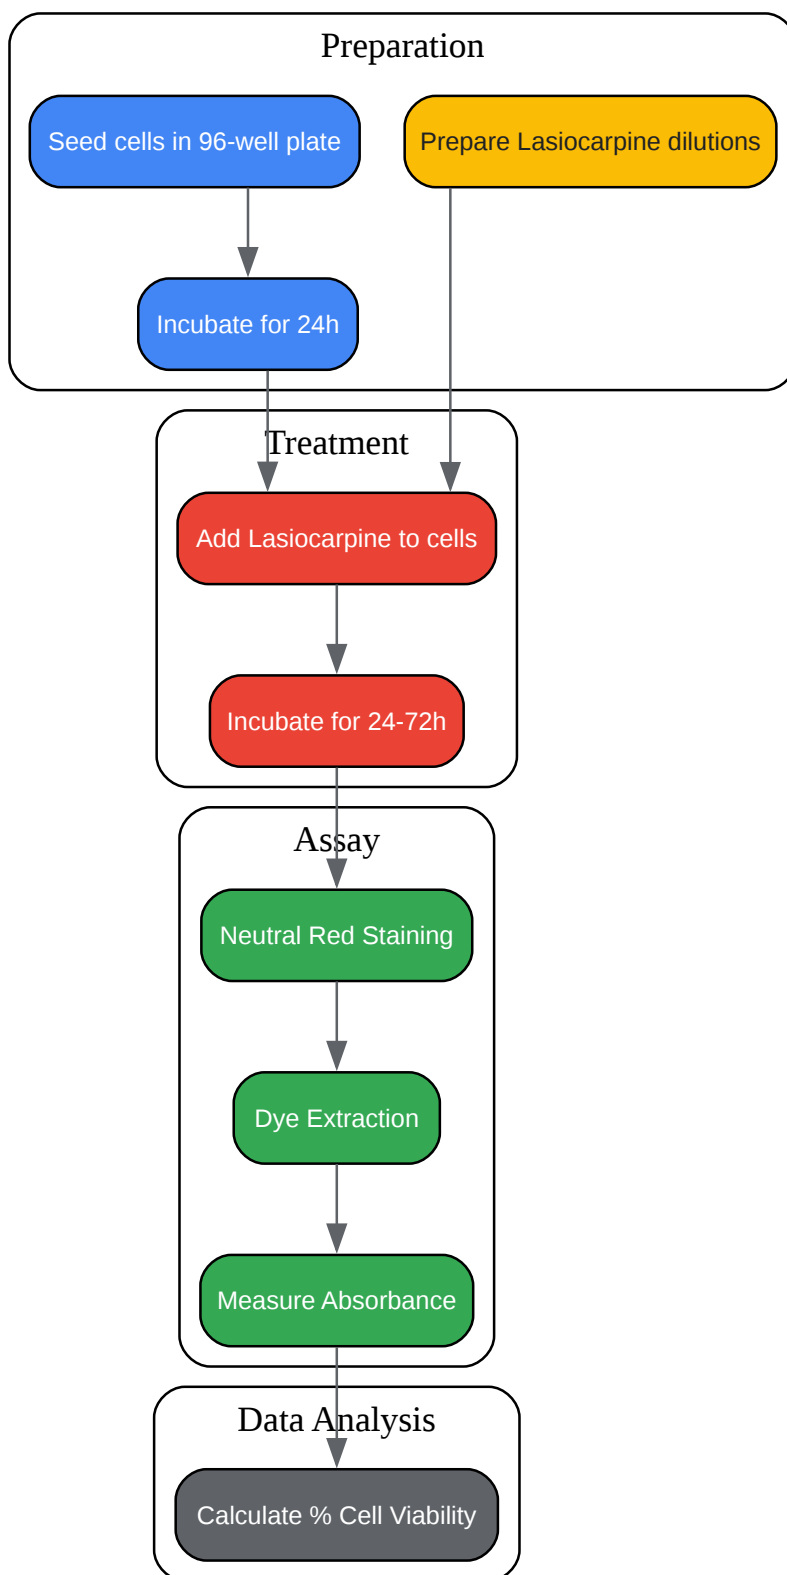 Preparation
Seed cells in 96-well plate
Prepare Lasiocarpine dilutions
Incubate for 24h
Treatment
Add Lasiocarpine to cells
Incubate for 24-72h
Assay
Neutral Red Staining
Dye Extraction
Measure Absorbance
Data Analysis
Calculate % Cell Viability